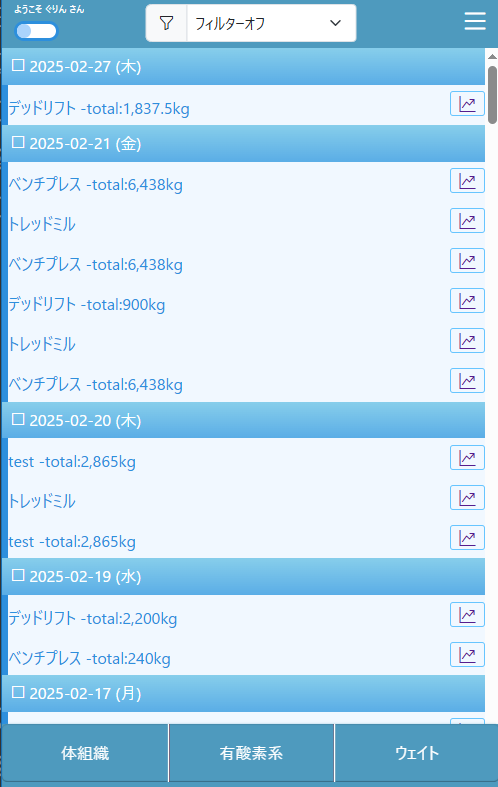 ようこそ ぐりん さん
フィルターオフ
2025-02-27 (木)
デッドリフト -total:1,837.5kg
2025-02-21 (金)
ベンチプレス -total:6,438kg
トレッドミル
ベンチプレス -total:6,438kg
デッドリフト -total:900kg
トレッドミル
ベンチプレス -total:6,438kg
2025-02-20 (木)
test -total:2,865kg
トレッドミル
test -total:2,865kg
2025-02-19 (水)
デッドリフト -total:2,200kg
ベンチプレス -total:240kg
2025-02-17 (月)
体組織
有酸素系
ウェイト